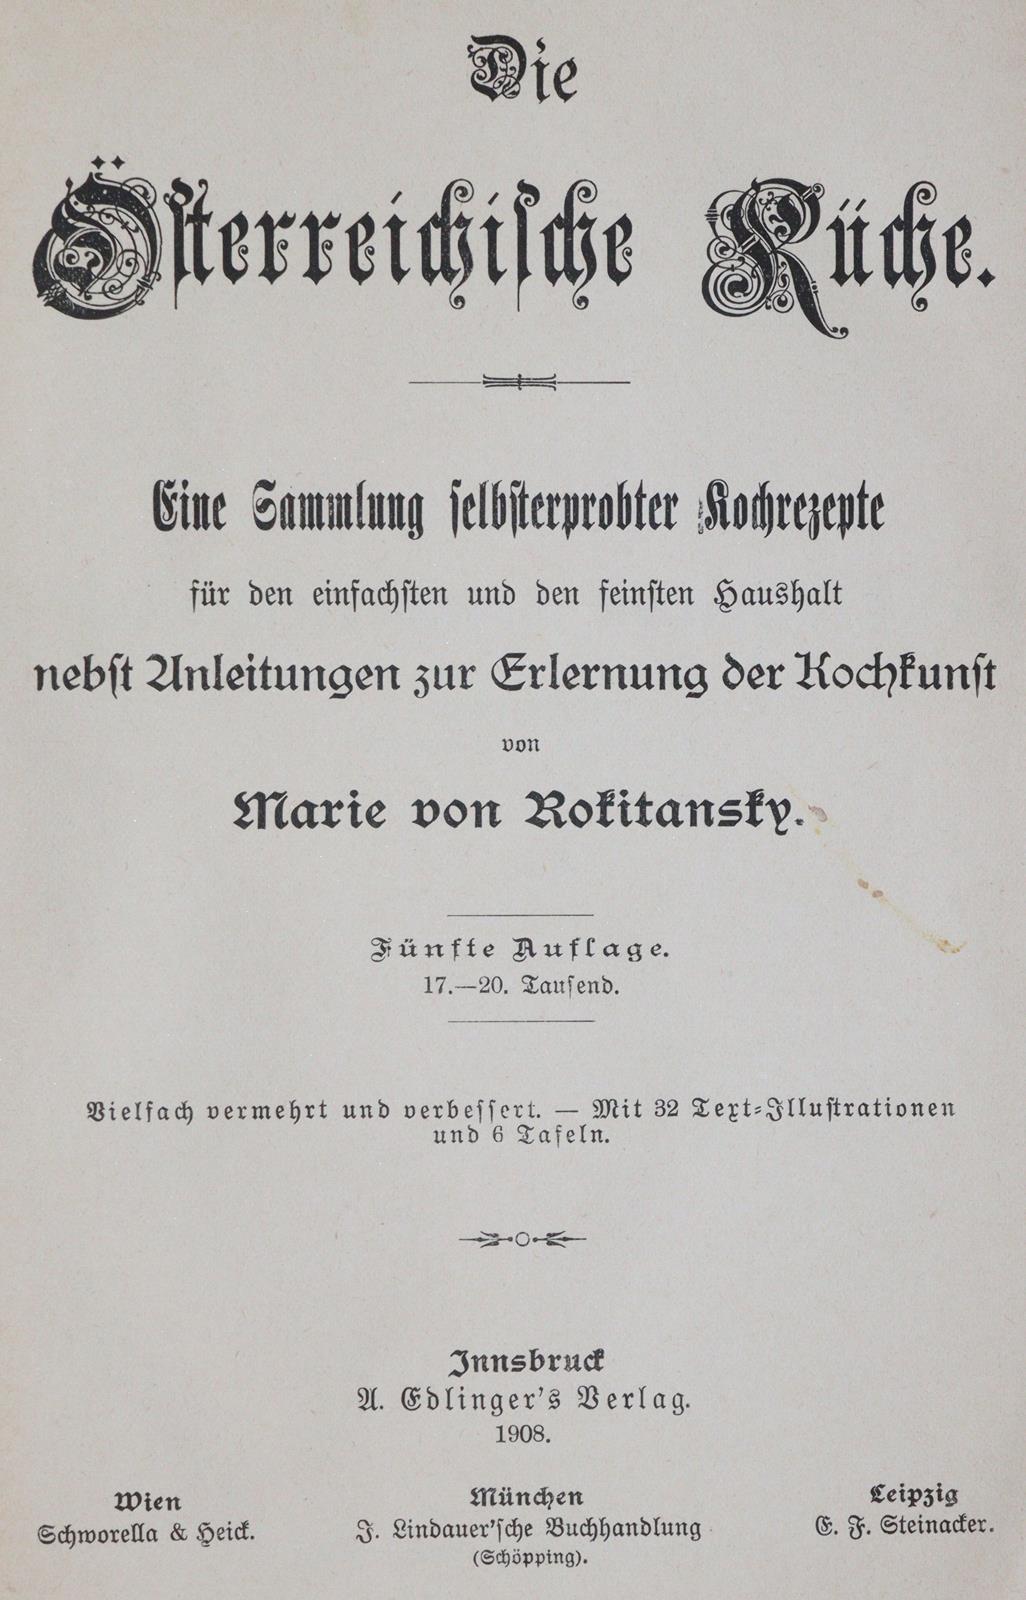 Die
Österreichische Küche.
Eine Sammlung selbsterprobter Kochrezepte
für den einfachsten und den feinsten Haushalt
nebst Anleitungen zur Erlernung der Kochkunst
von
Marie von Rokitansky.
Fünfte Auflage.
17.—20. Tausend.
Vielfach vermehrt und verbessert. — Mit 32 Text-Illustrationen
und 6 Tafeln.
Innsbruck
A. Edlinger's Verlag.
1908.
Wien
Schworella & Heick.
München
J. Lindauer'sche Buchhandlung
(Schöpping).
Leipzig
E. F. Steinacker.